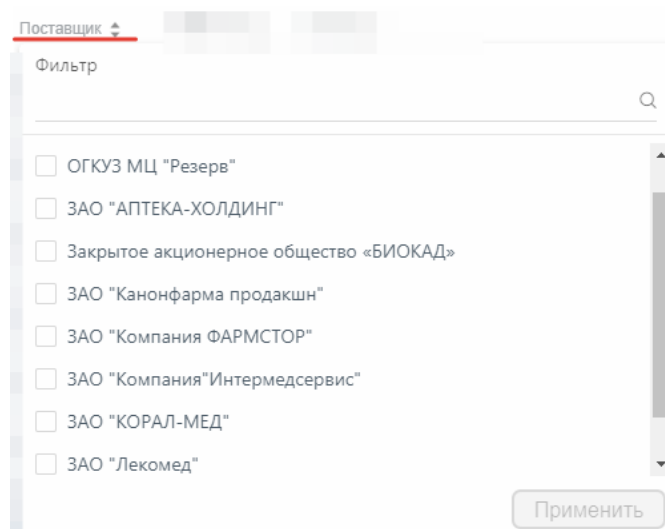 Поставщик
Фильтр
ОГКУЗ МЦ "Резерв"
ЗАО "АПТЕКА-ХОЛДИНГ"
Закрытое акционерное общество «БИОКАД»
ЗАО "Канонфарма продакшн"
ЗАО "Компания ФАРМСТОР"
ЗАО "Компания"Интермедсервис"
ЗАО "КОРАЛ-МЕД"
ЗАО "Лекомед"
Применить